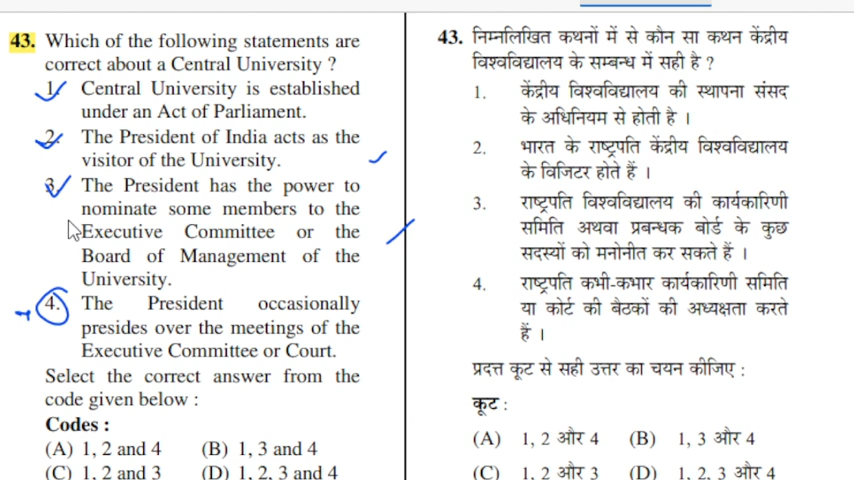 43. Which of the following statements are
correct about a Central University ?
1. Central University is established
under an Act of Parliament.
2. The President of India acts as the
visitor of the University.
3. The President has the power to
nominate some members to the
Executive Committee or the
Board of Management of the
University.
4. The President occasionally
presides over the meetings of the
Executive Committee or Court.
Select the correct answer from the
code given below :
Codes :
(A) 1, 2 and 4 (B) 1, 3 and 4
(C) 1, 2 and 3 (D) 1, 2, 3 and 4
43. निम्नलिखित कथनों में से कौन सा कथन केंद्रीय
विश्वविद्यालय के सम्बन्ध में सही है ?
1. केंद्रीय विश्वविद्यालय की स्थापना संसद
के अधिनियम से होती है ।
2. भारत के राष्ट्रपति केंद्रीय विश्वविद्यालय
के विजिटर होते हैं ।
3. राष्ट्रपति विश्वविद्यालय की कार्यकारिणी
समिति अथवा प्रबन्धक बोर्ड के कुछ
सदस्यों को मनोनीत कर सकते हैं ।
4. राष्ट्रपति कभी-कभार कार्यकारिणी समिति
या कोर्ट की बैठकों की अध्यक्षता करते
हैं ।
प्रदत्त कूट से सही उत्तर का चयन कीजिए :
कूट :
(A) 1, 2 और 4 (B) 1, 3 और 4
(C) 1, 2 और 3 (D) 1, 2, 3 और 4